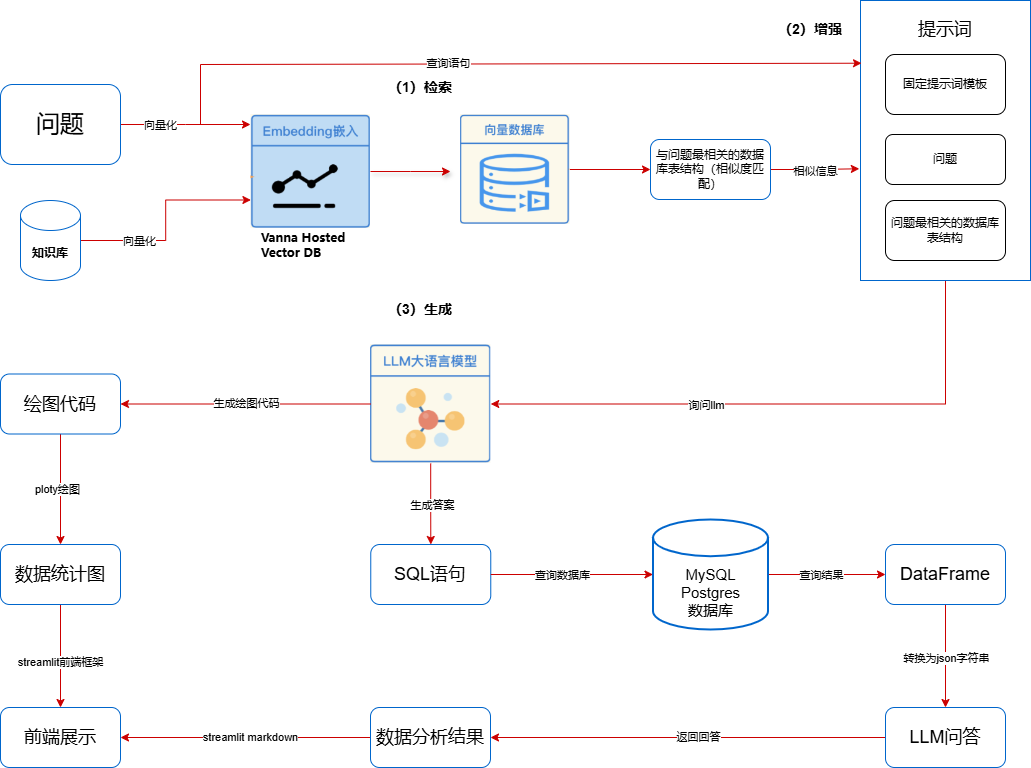 （2）增强
提示词
查询语句
（1）检索
固定提示词模板
问题
向量化
Embedding嵌入
向量数据库
与问题最相关的数据
库表结构（相似度匹
配）
相似信息
问题
知识库
向量化
Vanna Hosted
Vector DB
问题最相关的数据库
表结构
（3）生成
LLM大语言模型
绘图代码
生成绘图代码
询问llm
ploty绘图
生成答案
数据统计图
SQL语句
查询数据库
MySQL
Postgres
数据库
查询结果
DataFrame
streamlit前端框架
转换为json字符串
前端展示
streamlit markdown
数据分析结果
返回回答
LLM问答